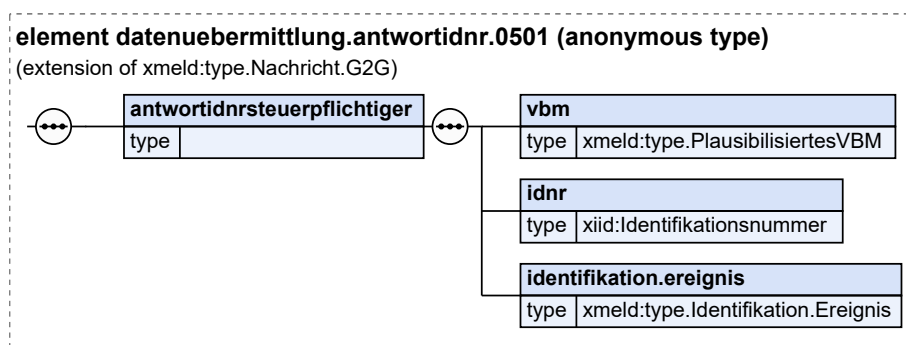 element datenuebermittlung.antwortidnr.0501 (anonymous type)
(extension of xmeld:type.Nachricht.G2G)
antwortidnrsteuerpflichtiger
type
vbm
type xmeld:type.PlausibilisiertesVBM
idnr
type xiid:Identifikationsnummer
identifikation.ereignis
type xmeld:type.Identifikation.Ereignis